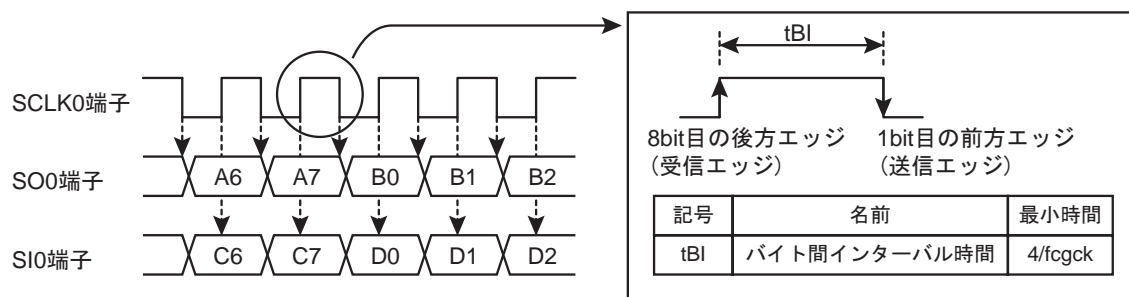 SCLK0端子
SO0端子
A6 A7 B0 B1 B2
SI0端子
C6 C7 D0 D1 D2
tBI
8bit目の後方エッジ
(受信エッジ)
1bit目の前方エッジ
(送信エッジ)
記号 名前 最小時間
tBI バイト間インターバル時間 4/fcgck